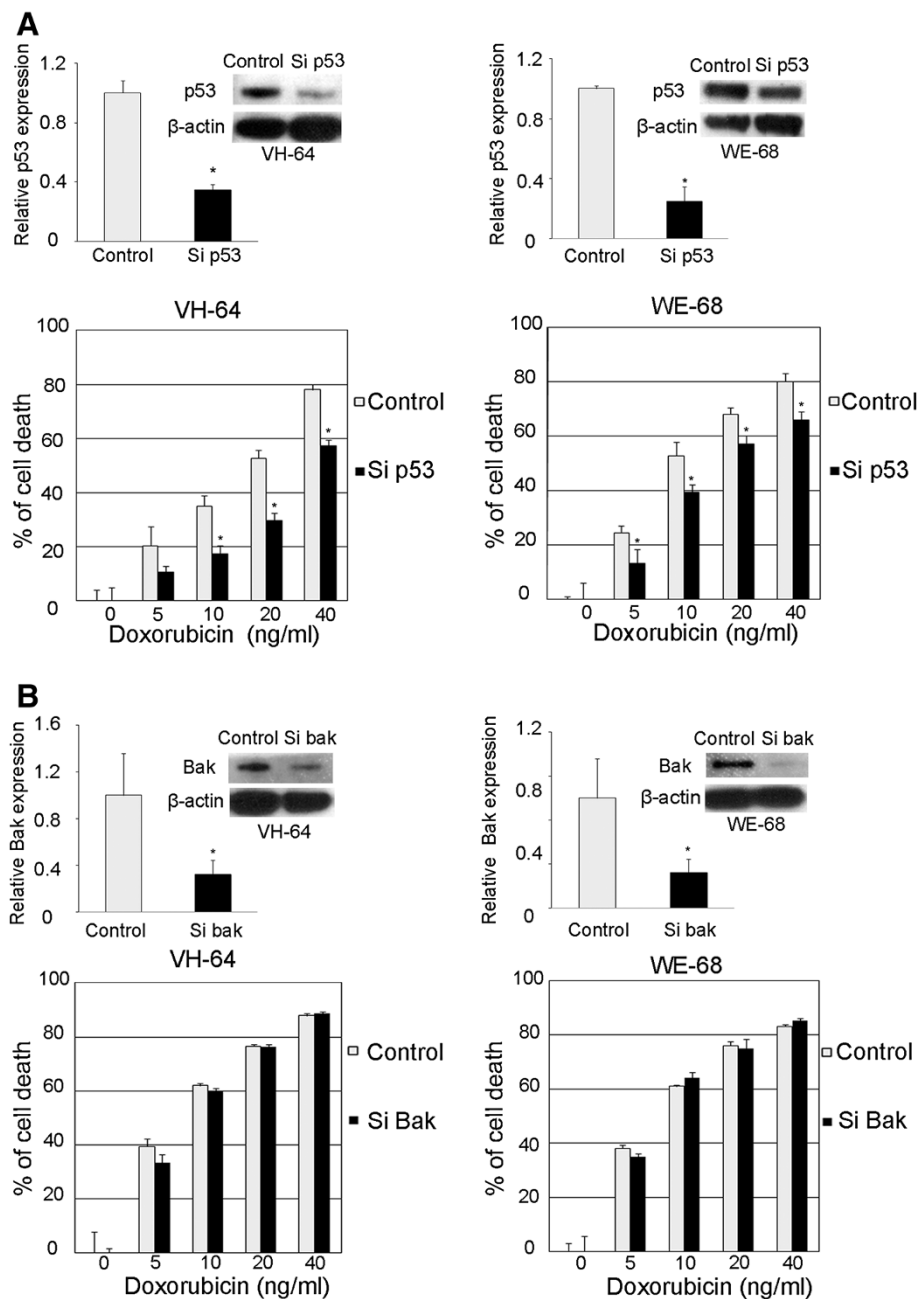 A
Relative p53 expression
1.2
0.8
0.4
0
Control Si p53
p53
β-actin
VH-64
*
Control Si p53
Relative p53 expression
1.2
0.8
0.4
0
Control Si p53
p53
β-actin
WE-68
*
Control Si p53
VH-64
% of cell death
100
80
60
40
20
0
* * *
0 5 10 20 40
Doxorubicin (ng/ml)
Control
Si p53
WE-68
% of cell death
100
80
60
40
20
0
* * * *
0 5 10 20 40
Doxorubicin (ng/ml)
Control
Si p53
B
Relative Bak expression
1.6
1.2
0.8
0.4
0
Control Si bak
Bak
β-actin
VH-64
*
Control Si bak
Relative Bak expression
1.2
0.8
0.4
0
Control Si bak
Bak
β-actin
WE-68
*
Control Si bak
VH-64
% of cell death
100
80
60
40
20
0
0 5 10 20 40
Doxorubicin (ng/ml)
Control
Si Bak
WE-68
% of cell death
100
80
60
40
20
0
0 5 10 20 40
Doxorubicin (ng/ml)
Control
Si Bak